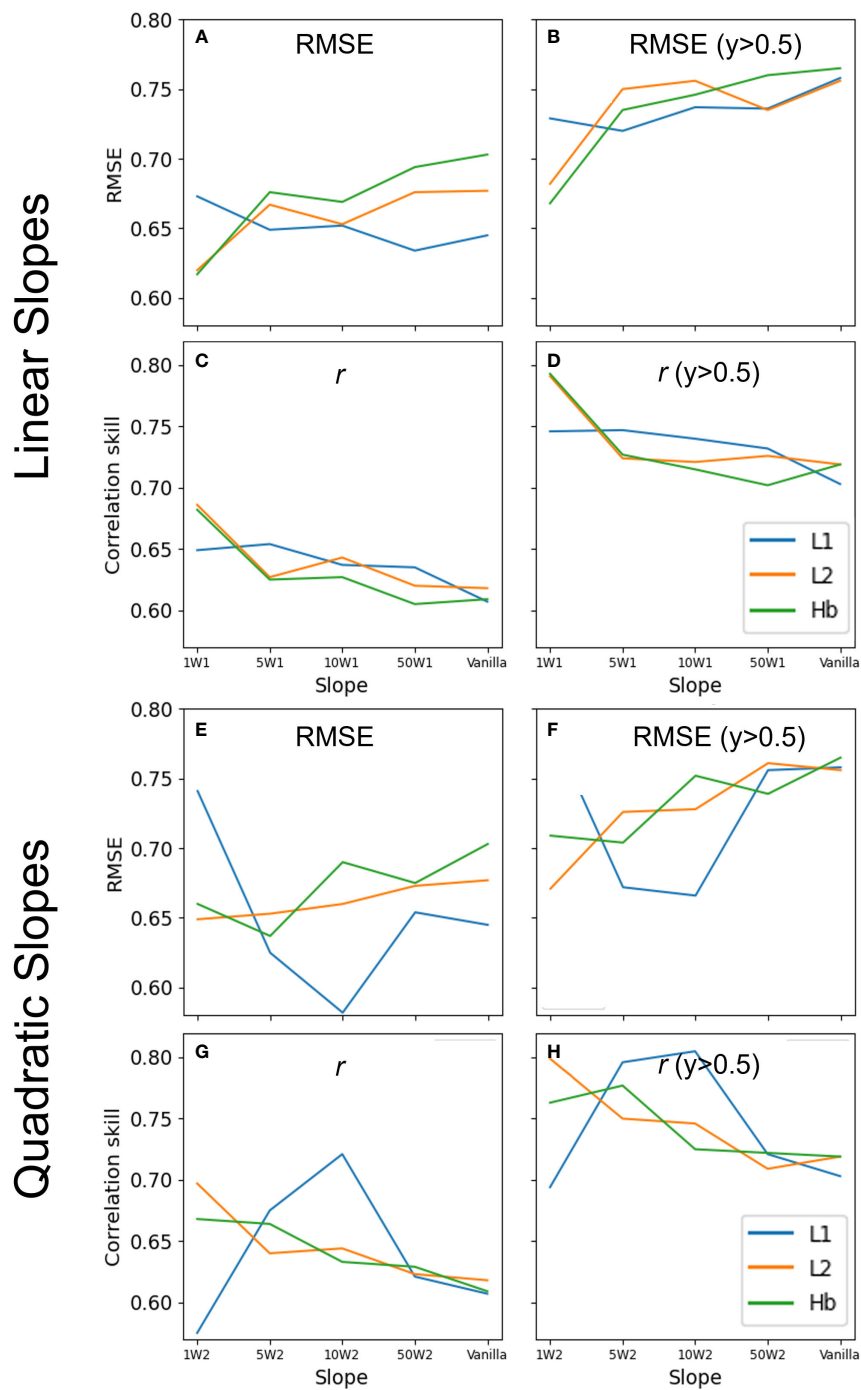 Linear Slopes
A
RMSE
B
RMSE (y>0.5)
0.80
0.75
0.70
0.65
0.60
RMSE
C
r
D
r (y>0.5)
0.80
0.75
0.70
0.65
0.60
Correlation skill
L1
L2
Hb
1W1 5W1 10W1 50W1 Vanilla
1W1 5W1 10W1 50W1 Vanilla
Slope
Slope
Quadratic Slopes
E
RMSE
F
RMSE (y>0.5)
0.80
0.75
0.70
0.65
0.60
RMSE
G
r
H
r (y>0.5)
0.80
0.75
0.70
0.65
0.60
Correlation skill
L1
L2
Hb
1W2 5W2 10W2 50W2 Vanilla
1W2 5W2 10W2 50W2 Vanilla
Slope
Slope